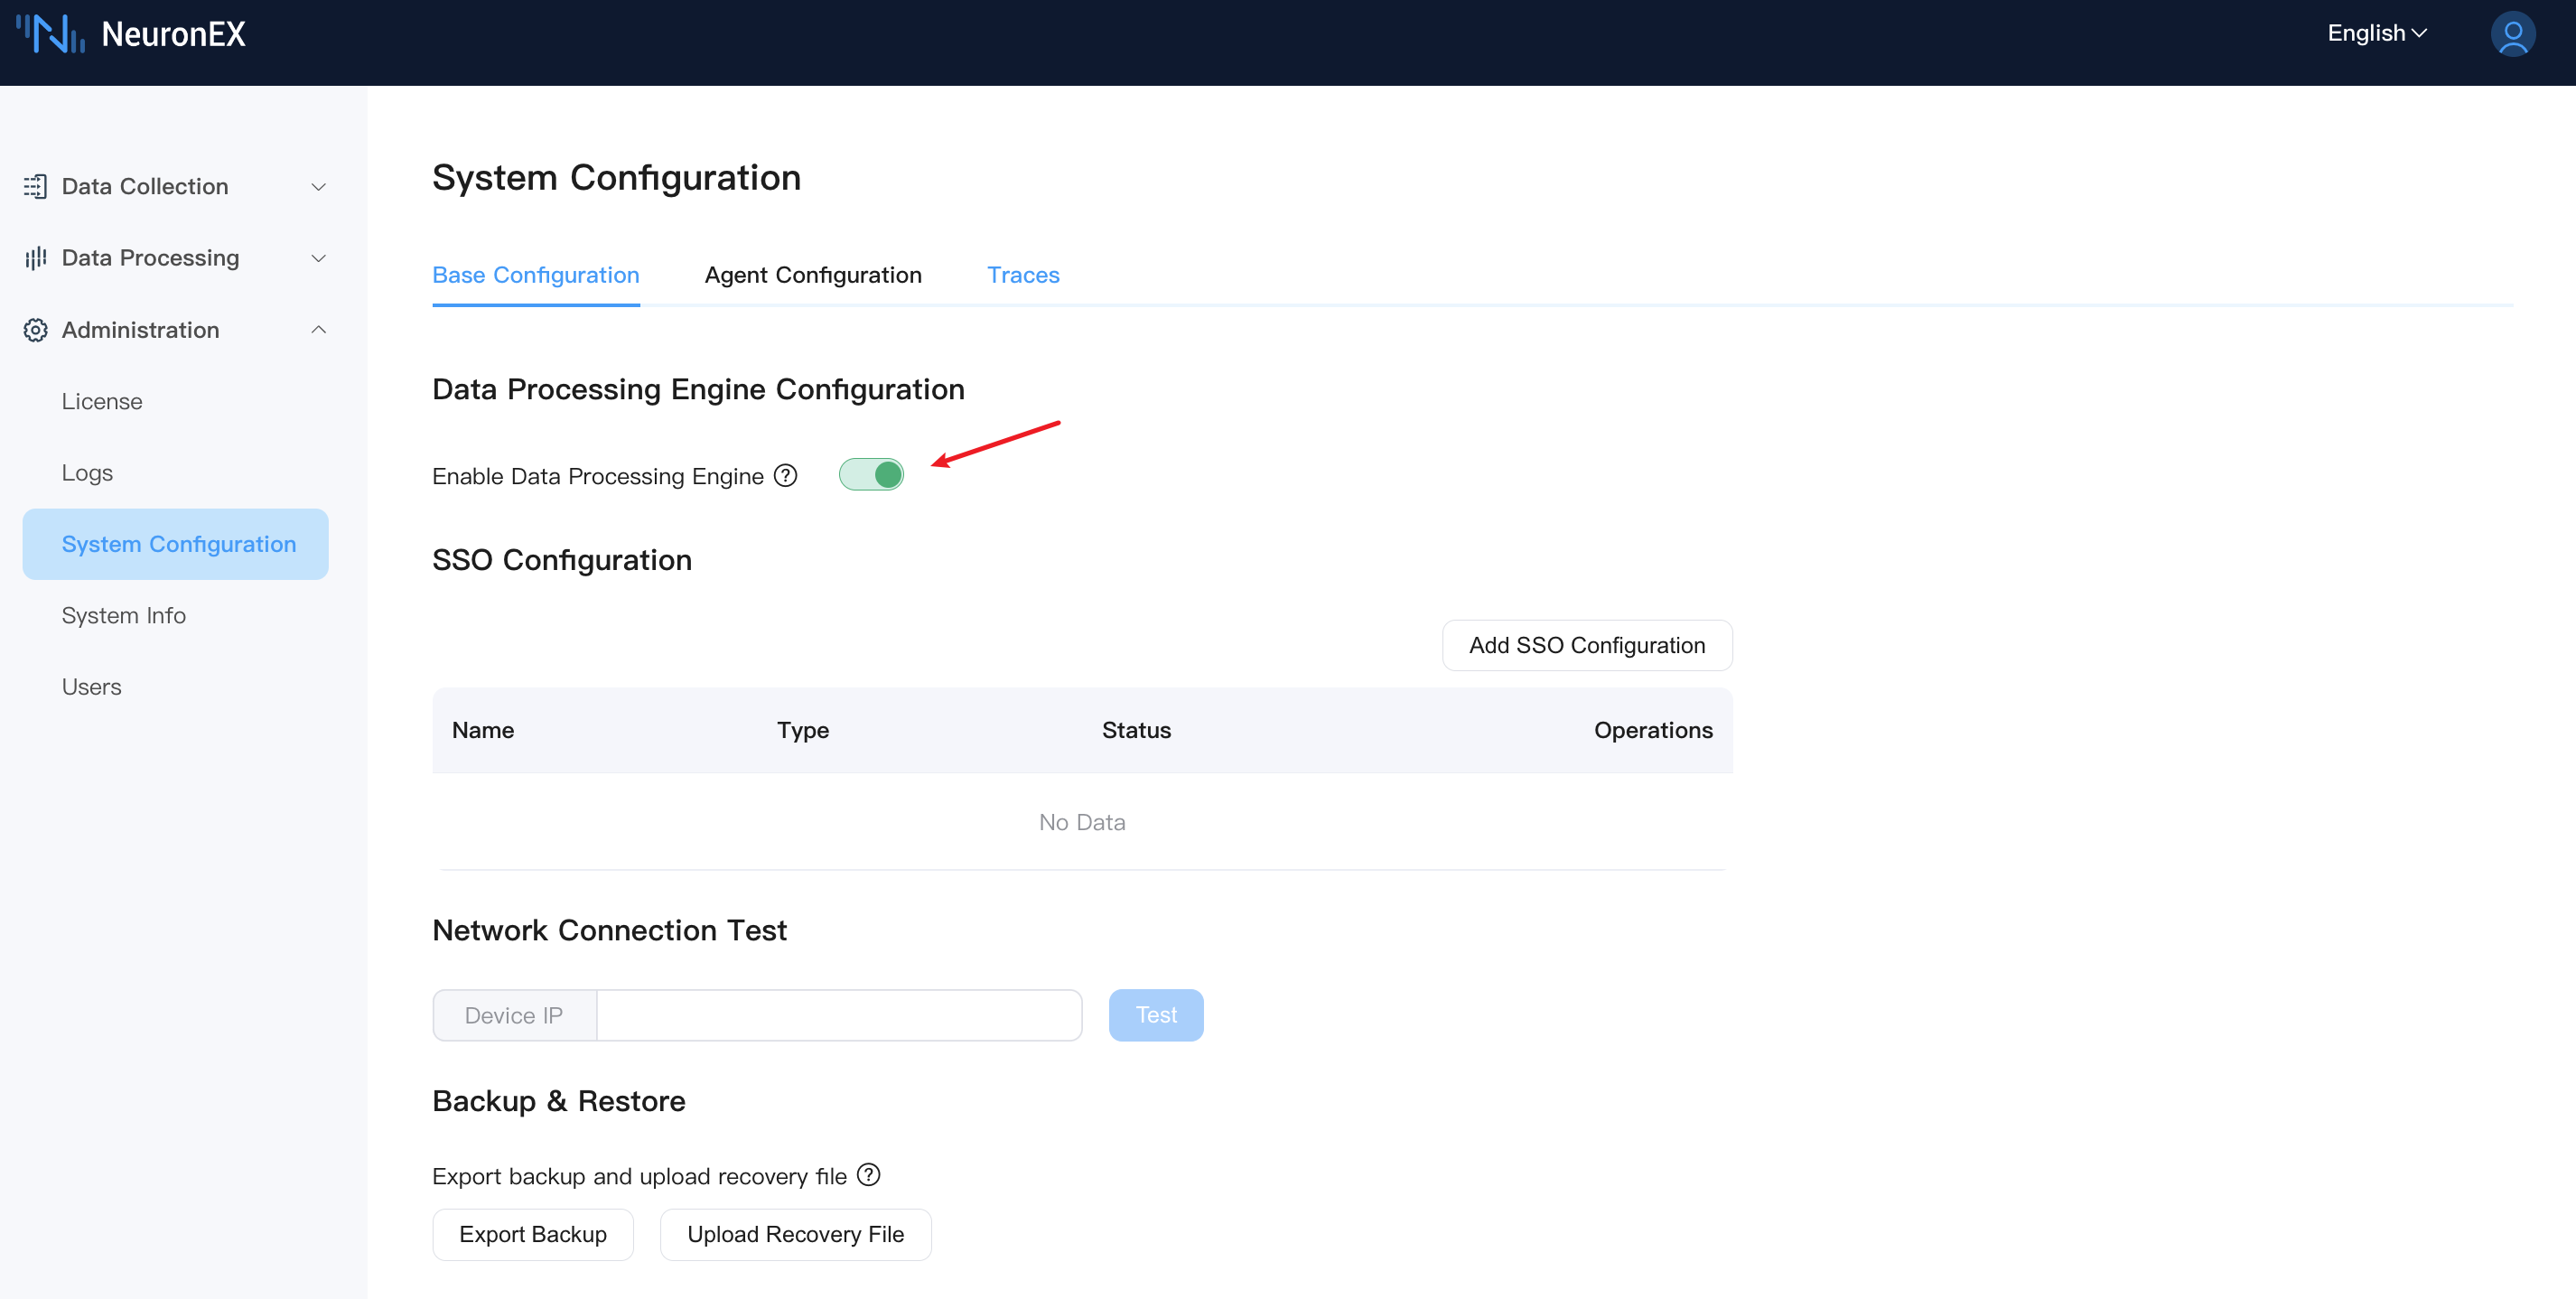 NeuronEX
English
Data Collection
Data Processing
Administration
License
Logs
System Configuration
System Info
Users
System Configuration
Base Configuration
Agent Configuration
Traces
Data Processing Engine Configuration
Enable Data Processing Engine ?
SSO Configuration
Add SSO Configuration
Name Type Status Operations
No Data
Network Connection Test
Device IP
Test
Backup & Restore
Export backup and upload recovery file ?
Export Backup
Upload Recovery File